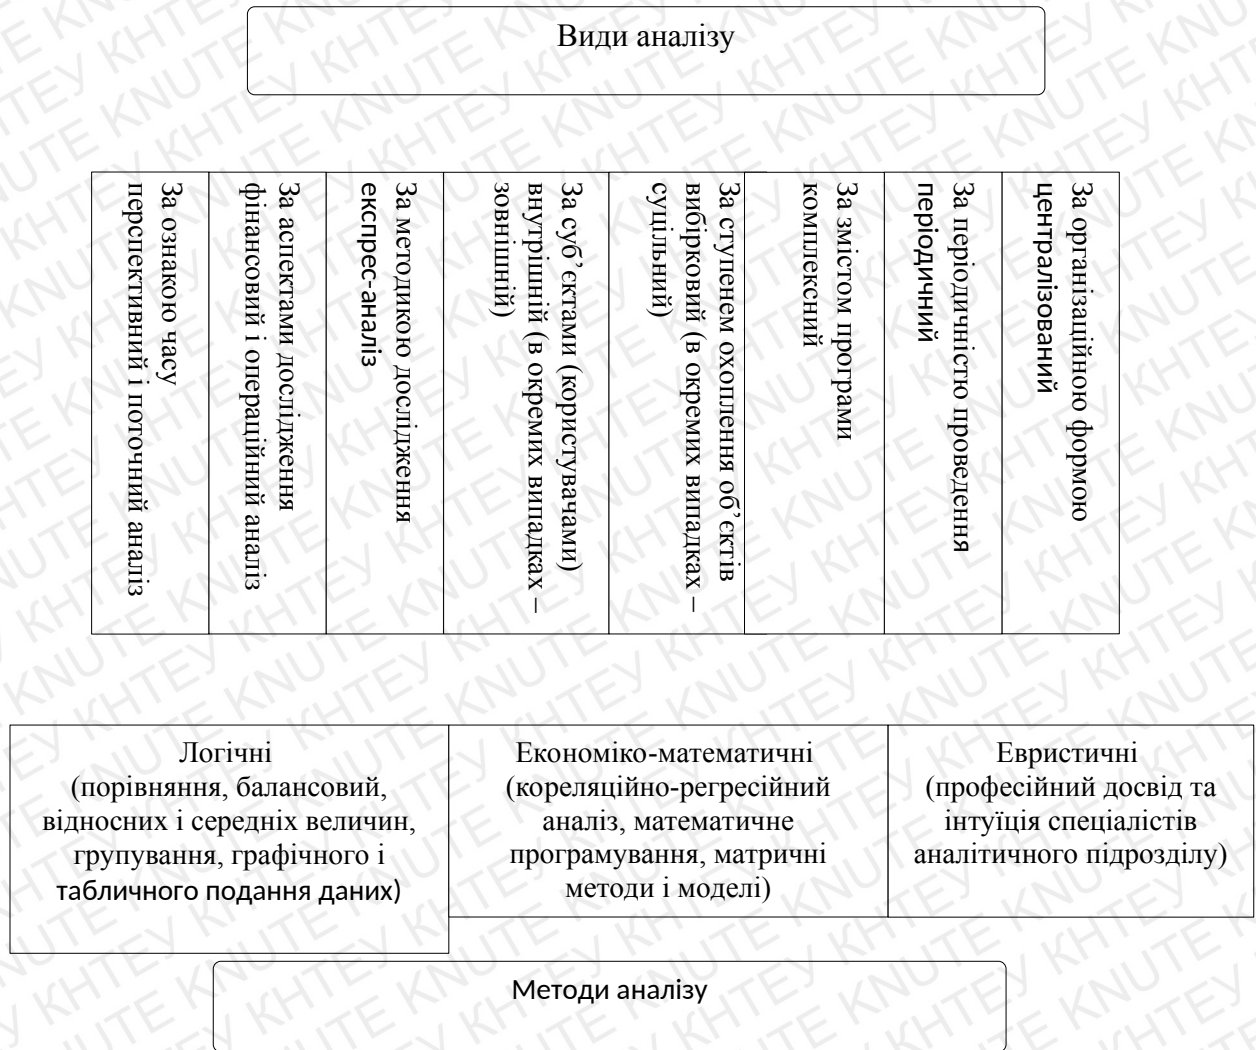 Види аналізу
За ознакою часу
перспективний і поточний аналіз
За аспектами дослідження
фінансовий і операційний аналіз
За методикою дослідження
експрес-аналіз
За суб’єктами (користувачами)
внутрішній (в окремих випадках –
зовнішній)
За ступенем охоплення об’єктів
вибірковий (в окремих випадках –
суцільний)
За змістом програми
комплексний
За періодичністю проведення
періодичний
За організаційною формою
централізований
Логічні
(порівняння, балансовий,
відносних і середніх величин,
групування, графічного і
табличного подання даних)
Економіко-математичні
(кореляційно-регресійний
аналіз, математичне
програмування, матричні
методи і моделі)
Евристичні
(професійний досвід та
інтуїція спеціалістів
аналітичного підрозділу)
Методи аналізу